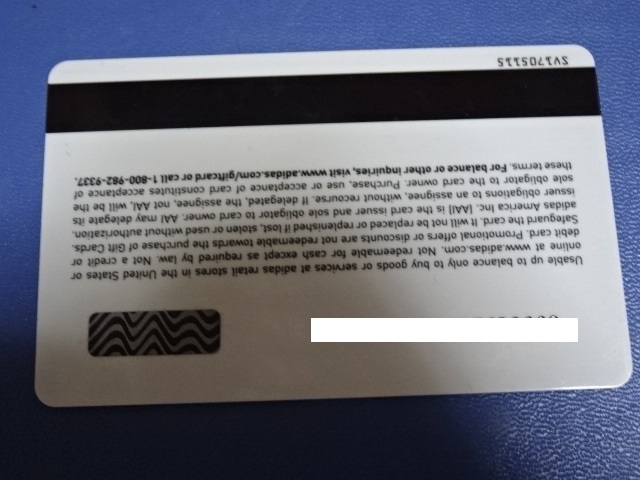 Usable up to balance only to buy goods or services at adidas retail stores in the United States or
online at www.adidas.com. Not redeemable for cash except as required by law. Not a credit or
debit card. Promotional offers or discounts are not redeemable towards the purchase of Gift Cards.
Safeguard the card. It will not be replaced or replenished if lost, stolen or used without authorization.
adidas America Inc. (AAI) is the card issuer and sole obligator to card owner. AAI may delegate its
issuer obligations to an assignee, without recourse. If delegated, the assignee, not AAI, will be the
sole obligator to the card owner. Purchase, use or acceptance of card constitutes acceptance of
these terms. For balance or other inquiries, visit www.adidas.com/giftcard or call 1-800-982-9337.
SV1705115